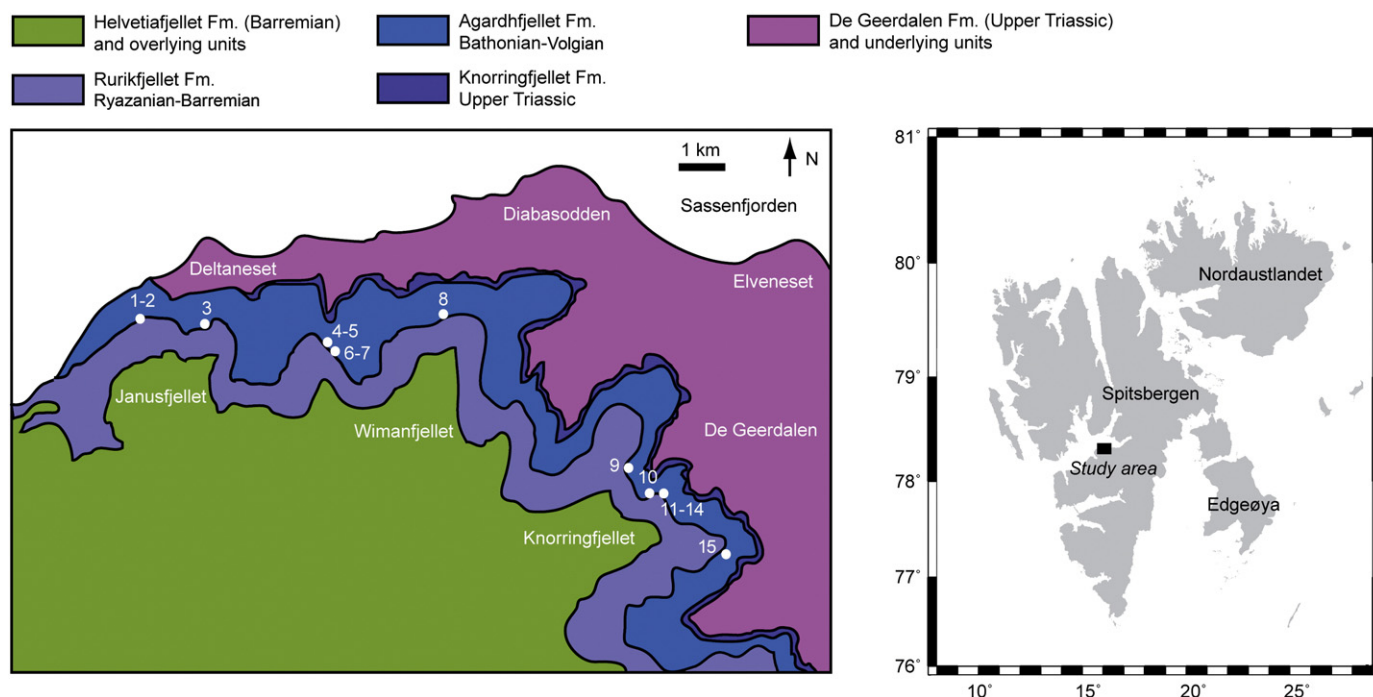 Helvetiafjellet Fm. (Barremian)
and overlying units
Agardhfjellet Fm.
Bathonian-Volgian
De Geerdalen Fm. (Upper Triassic)
and underlying units
Rurikfjellet Fm.
Ryazanian-Barremian
Knorringfjellet Fm.
Upper Triassic
1 km
N
Sassenfjorden
Diabasodden
Deltaneset
Elveneset
1-2
3
8
4-5
6-7
Janusfjellet
Wimanfjellet
De Geerdalen
9
10
11-14
Knorringfjellet
15
81°
80°
Nordaustlandet
79°
Spitsbergen
78°
Study area
Edgeøya
77°
76°
10°
15°
20°
25°